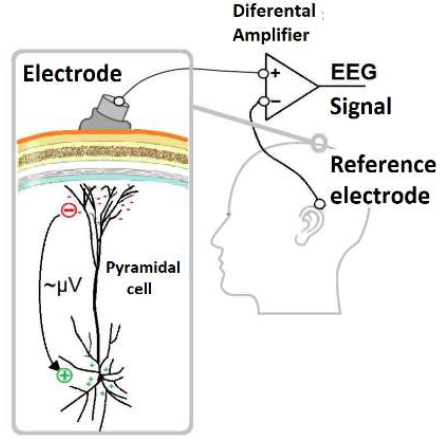 Diferental
Amplifier
Electrode
+
EEG
−
Signal
Reference
electrode
Pyramidal
cell
~µV